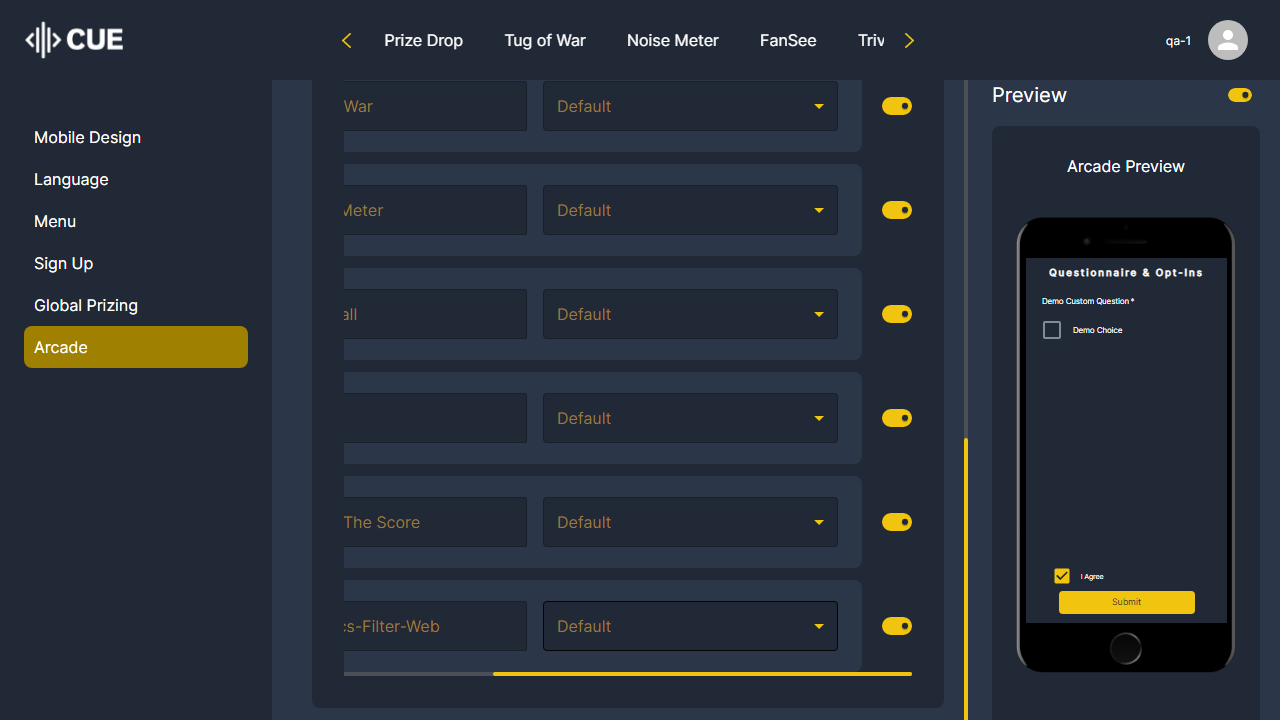 CUE
Prize Drop
Tug of War
Noise Meter
FanSee
Triv
qa-1
Mobile Design
Language
Menu
Sign Up
Global Prizing
Arcade
War
Default
Meter
Default
all
Default
Default
The Score
Default
cs-Filter-Web
Default
Preview
Arcade Preview
Questionnaire & Opt-Ins
Demo Custom Question *
Demo Choice
I Agree
Submit